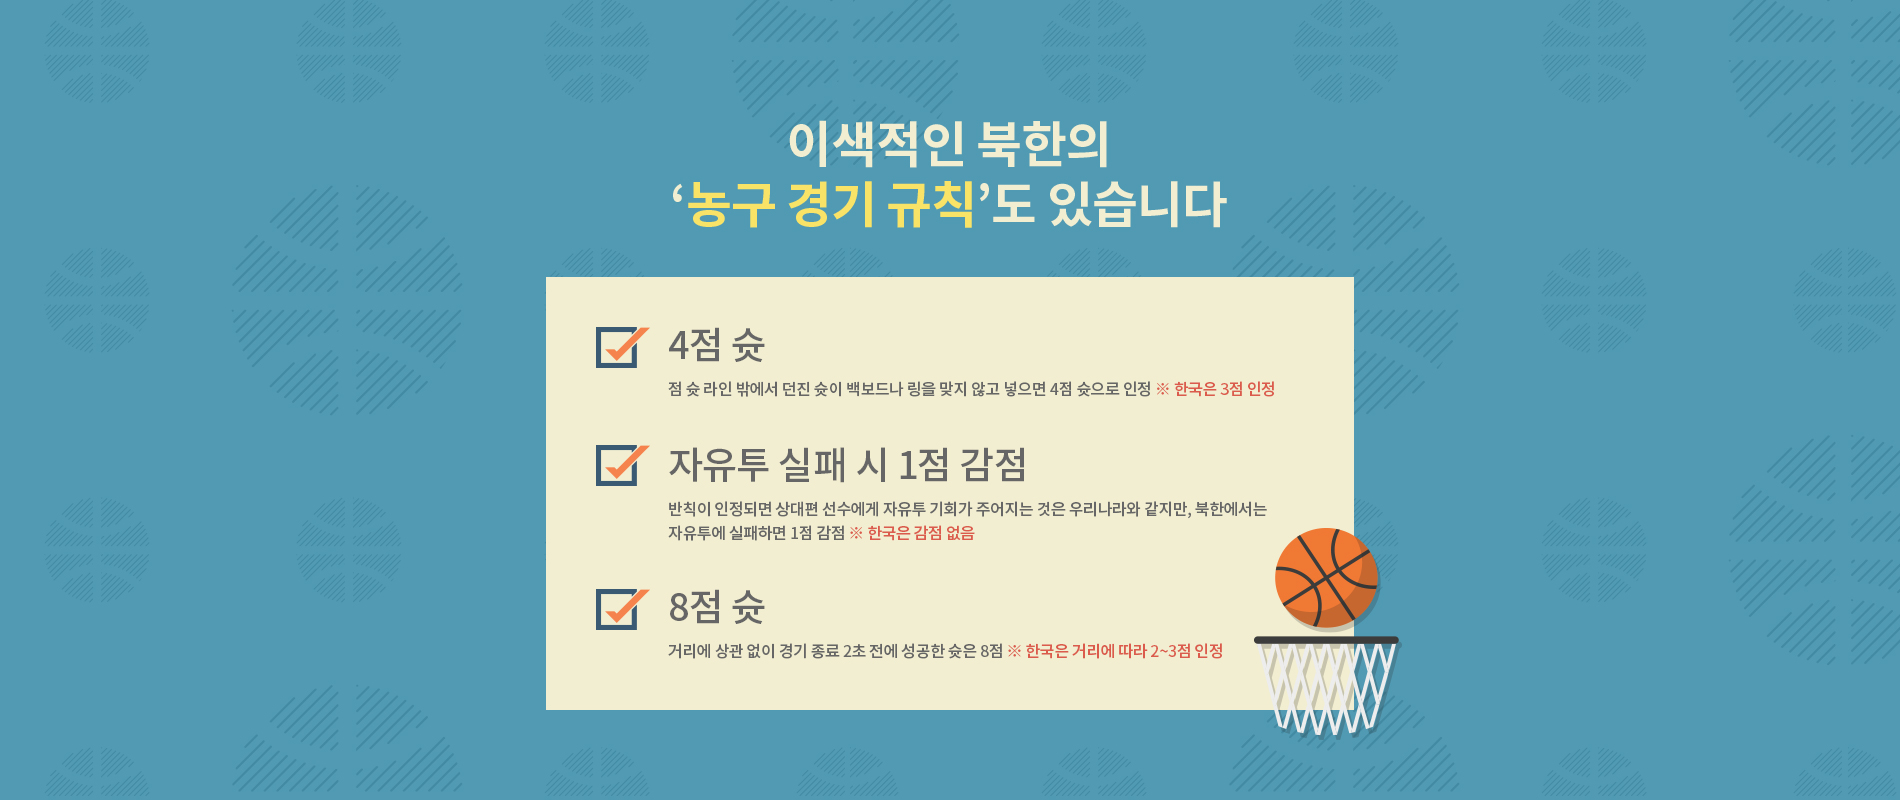 이색적인 북한의
‘농구 경기 규칙’도 있습니다
4점 슛
점 슛 라인 밖에서 던진 슛이 백보드나 링을 맞지 않고 넣으면 4점 슛으로 인정 ※ 한국은 3점 인정
자유투 실패 시 1점 감점
반칙이 인정되면 상대편 선수에게 자유투 기회가 주어지는 것은 우리나라와 같지만, 북한에서는
자유투에 실패하면 1점 감점 ※ 한국은 감점 없음
8점 슛
거리에 상관 없이 경기 종료 2초 전에 성공한 슛은 8점 ※ 한국은 거리에 따라 2~3점 인정